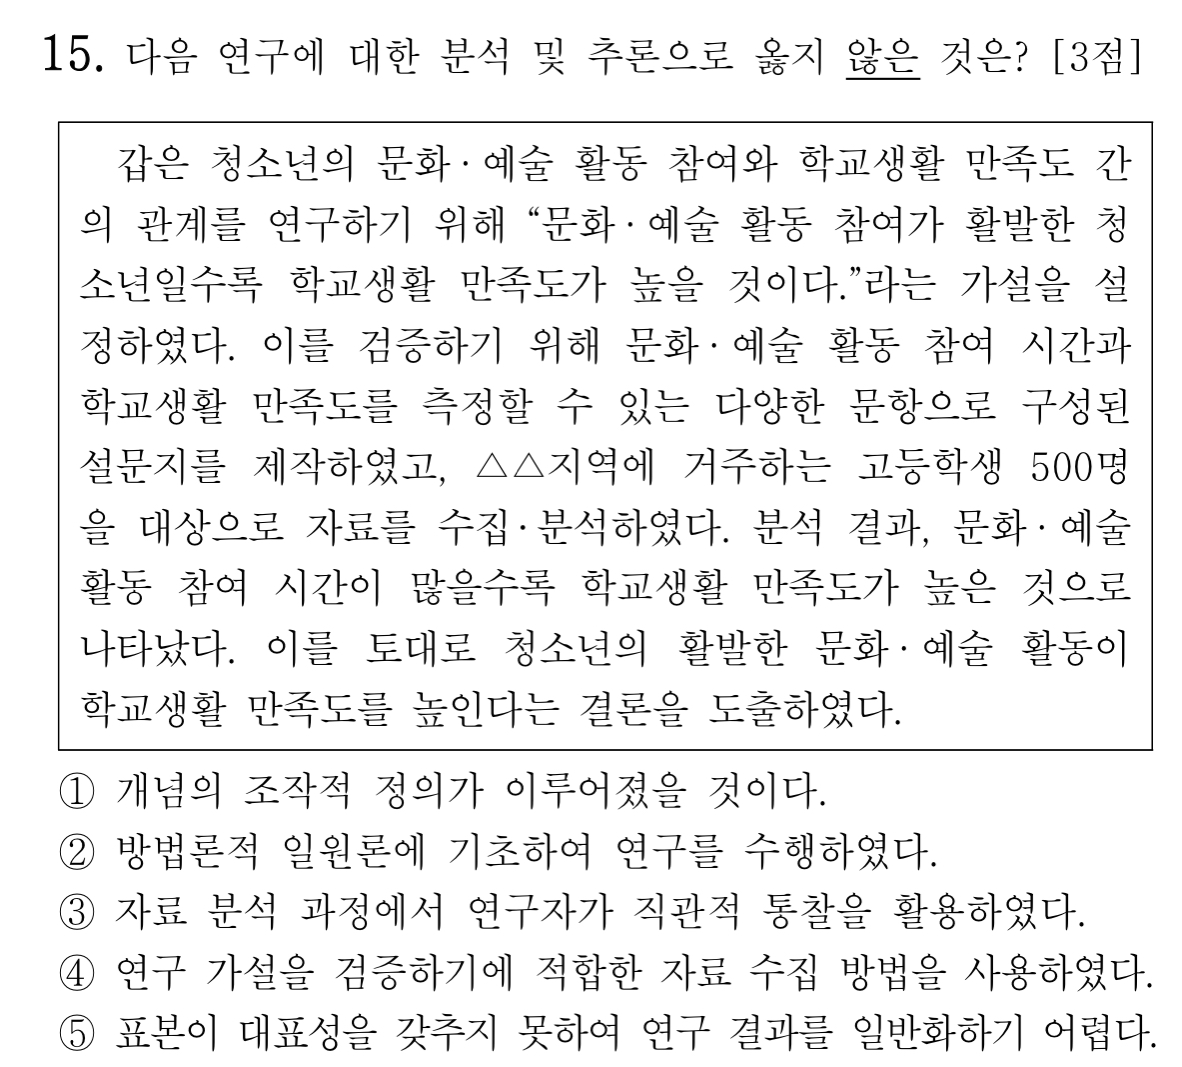 15. 다음 연구에 대한 분석 및 추론으로 옳지 않은 것은? [3점]
갑은 청소년의 문화·예술 활동 참여와 학교생활 만족도 간
의 관계를 연구하기 위해 “문화·예술 활동 참여가 활발한 청
소년일수록 학교생활 만족도가 높을 것이다.”라는 가설을 설
정하였다. 이를 검증하기 위해 문화·예술 활동 참여 시간과
학교생활 만족도를 측정할 수 있는 다양한 문항으로 구성된
설문지를 제작하였고, △△지역에 거주하는 고등학생 500명
을 대상으로 자료를 수집·분석하였다. 분석 결과, 문화·예술
활동 참여 시간이 많을수록 학교생활 만족도가 높은 것으로
나타났다. 이를 토대로 청소년의 활발한 문화·예술 활동이
학교생활 만족도를 높인다는 결론을 도출하였다.
① 개념의 조작적 정의가 이루어졌을 것이다.
② 방법론적 일원론에 기초하여 연구를 수행하였다.
③ 자료 분석 과정에서 연구자가 직관적 통찰을 활용하였다.
④ 연구 가설을 검증하기에 적합한 자료 수집 방법을 사용하였다.
⑤ 표본이 대표성을 갖추지 못하여 연구 결과를 일반화하기 어렵다.